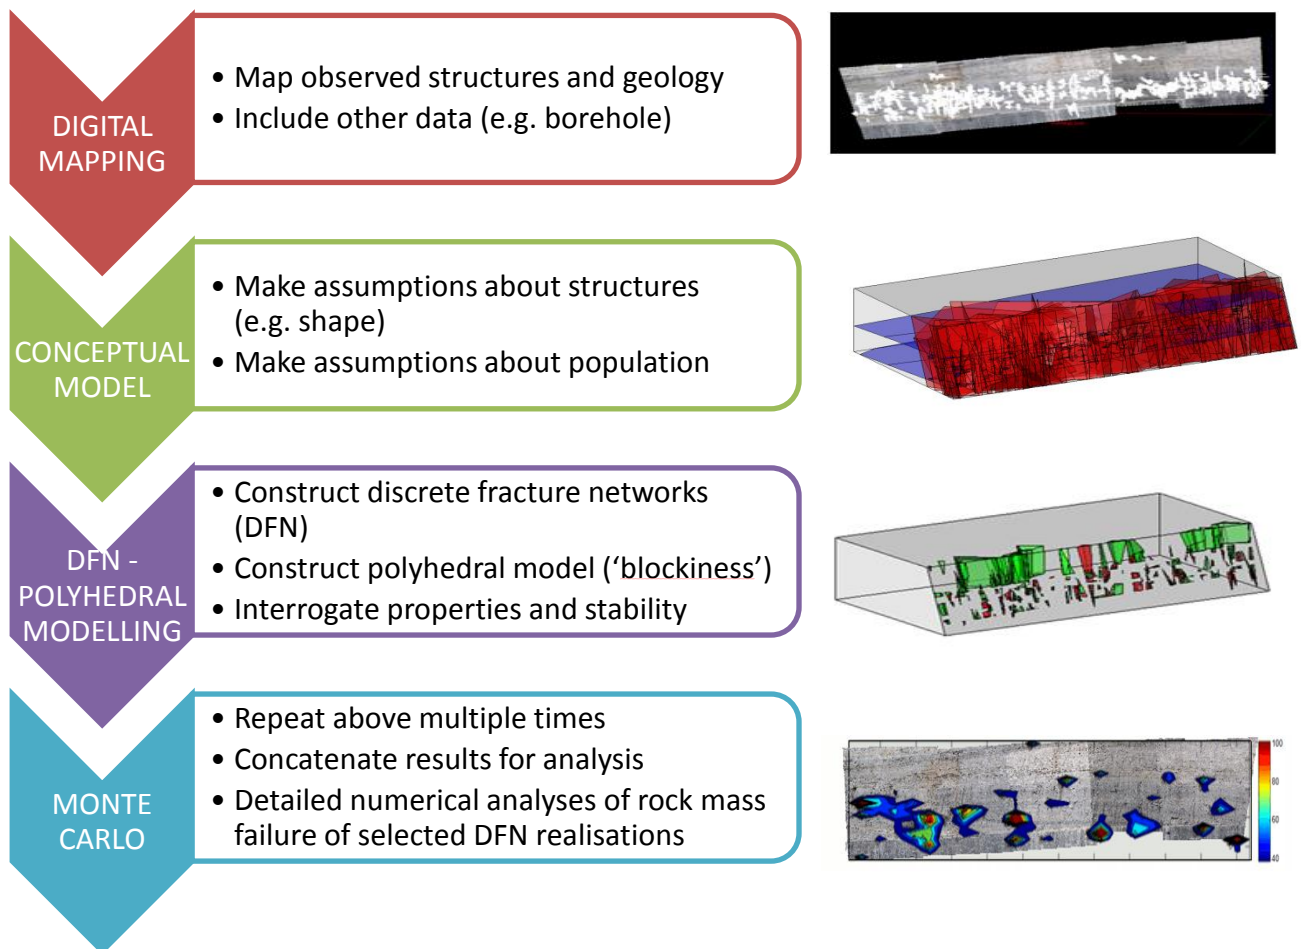 DIGITAL
MAPPING
• Map observed structures and geology
• Include other data (e.g. borehole)
CONCEPTUAL
MODEL
• Make assumptions about structures
(e.g. shape)
• Make assumptions about population
DFN -
POLYHEDRAL
MODELLING
• Construct discrete fracture networks
(DFN)
• Construct polyhedral model (‘blockiness’)
• Interrogate properties and stability
MONTE
CARLO
• Repeat above multiple times
• Concatenate results for analysis
• Detailed numerical analyses of rock mass
failure of selected DFN realisations
100
80
60
40